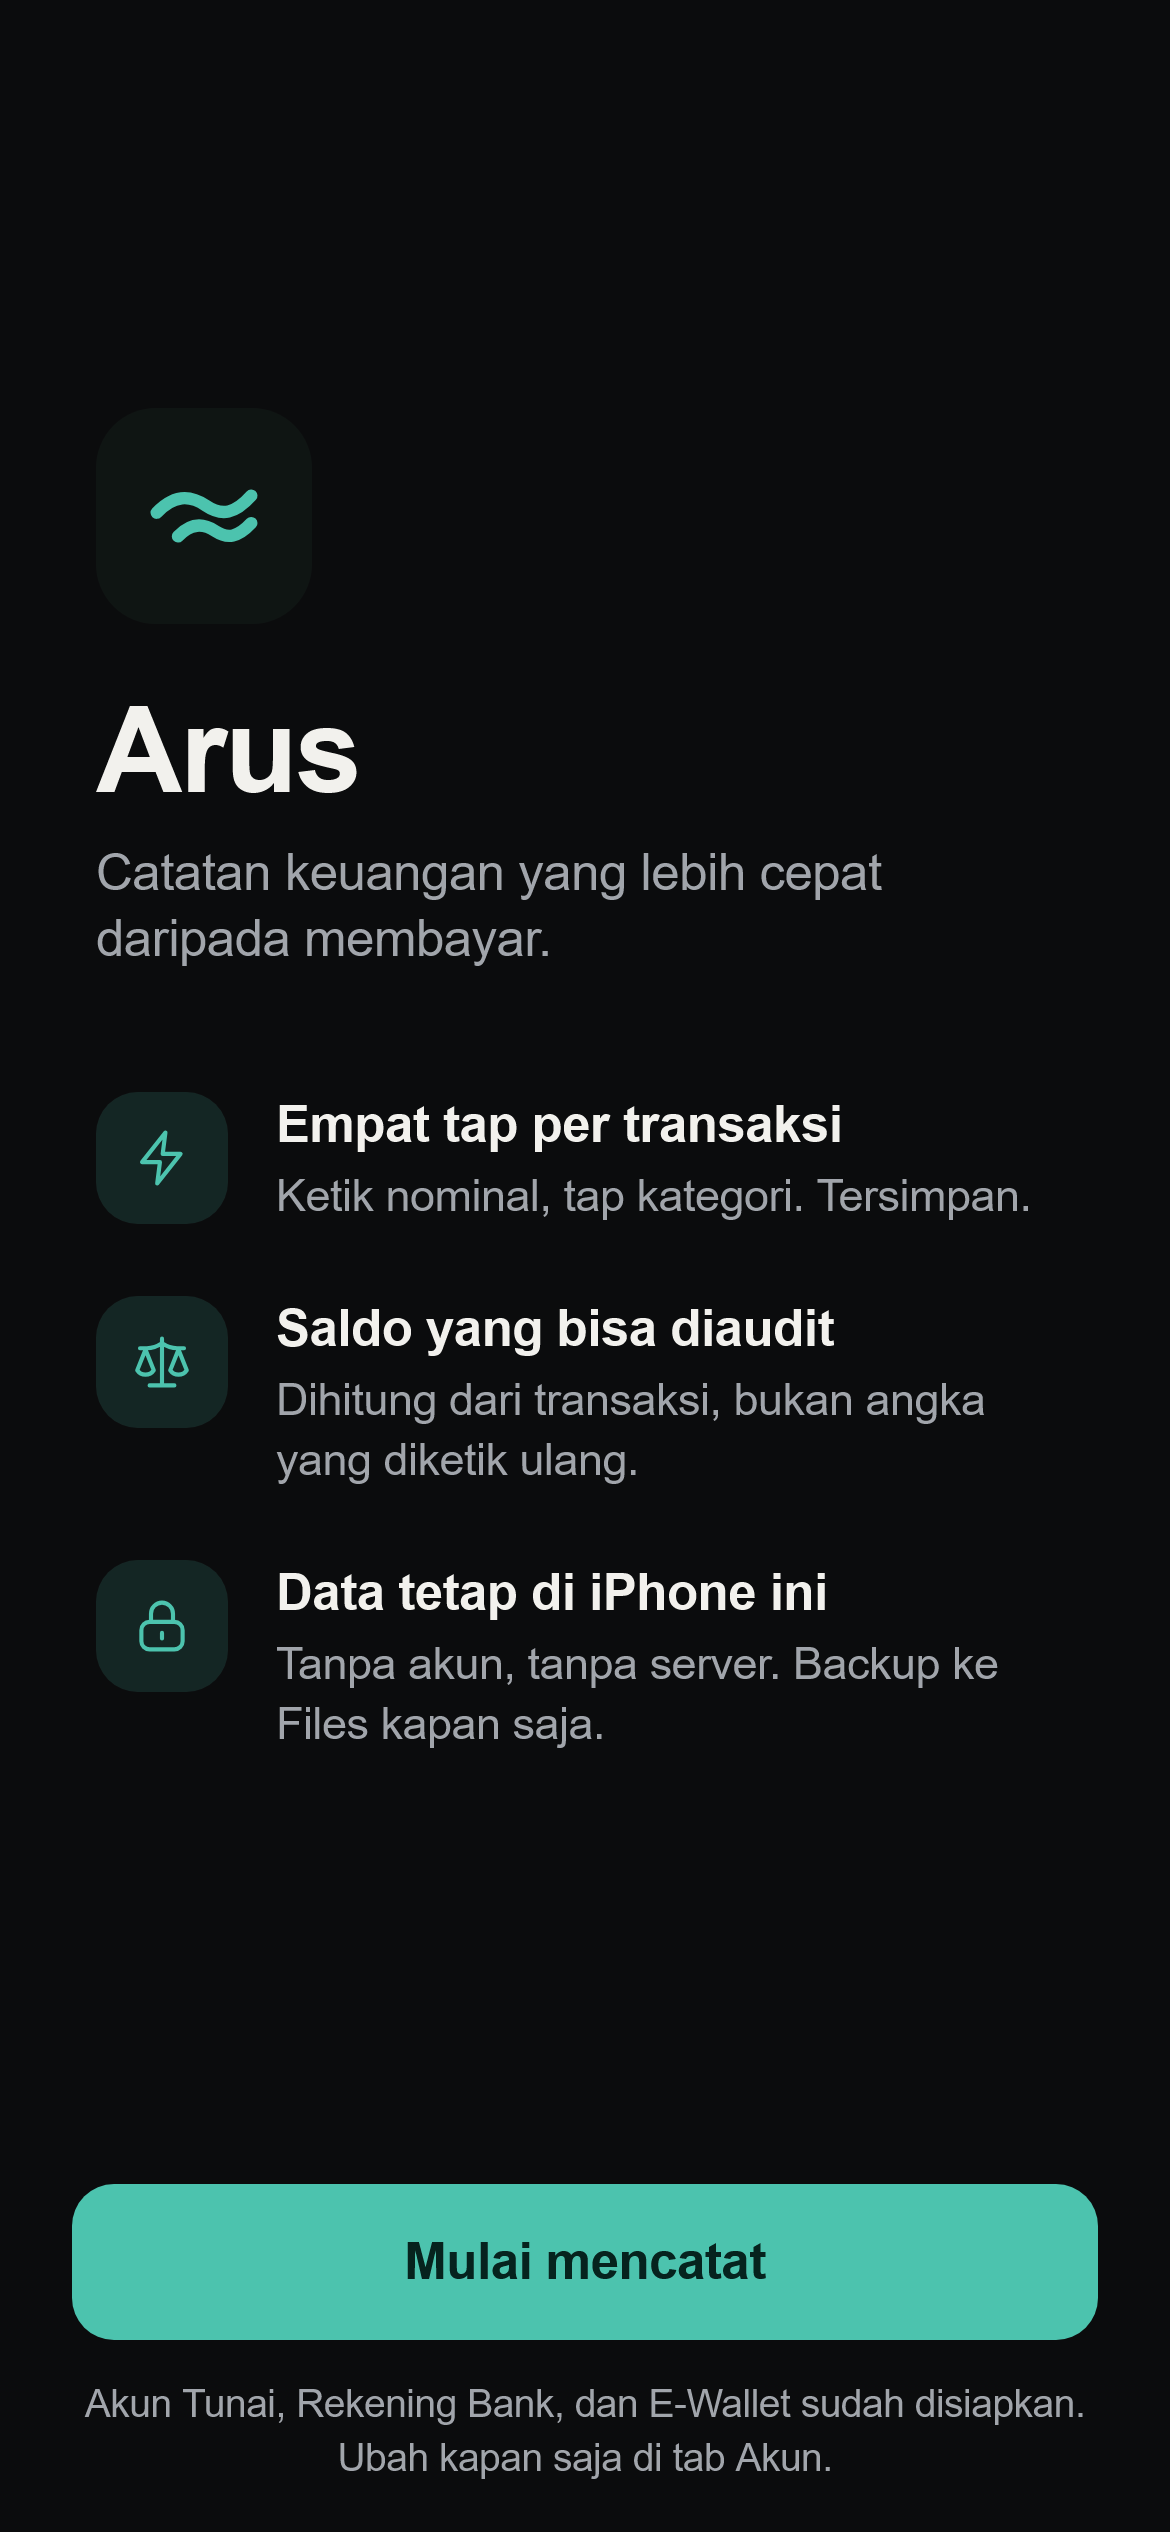 Arus
Catatan keuangan yang lebih cepat
daripada membayar.
Empat tap per transaksi
Ketik nominal, tap kategori. Tersimpan.
Saldo yang bisa diaudit
Dihitung dari transaksi, bukan angka
yang diketik ulang.
Data tetap di iPhone ini
Tanpa akun, tanpa server. Backup ke
Files kapan saja.
Mulai mencatat
Akun Tunai, Rekening Bank, dan E-Wallet sudah disiapkan.
Ubah kapan saja di tab Akun.